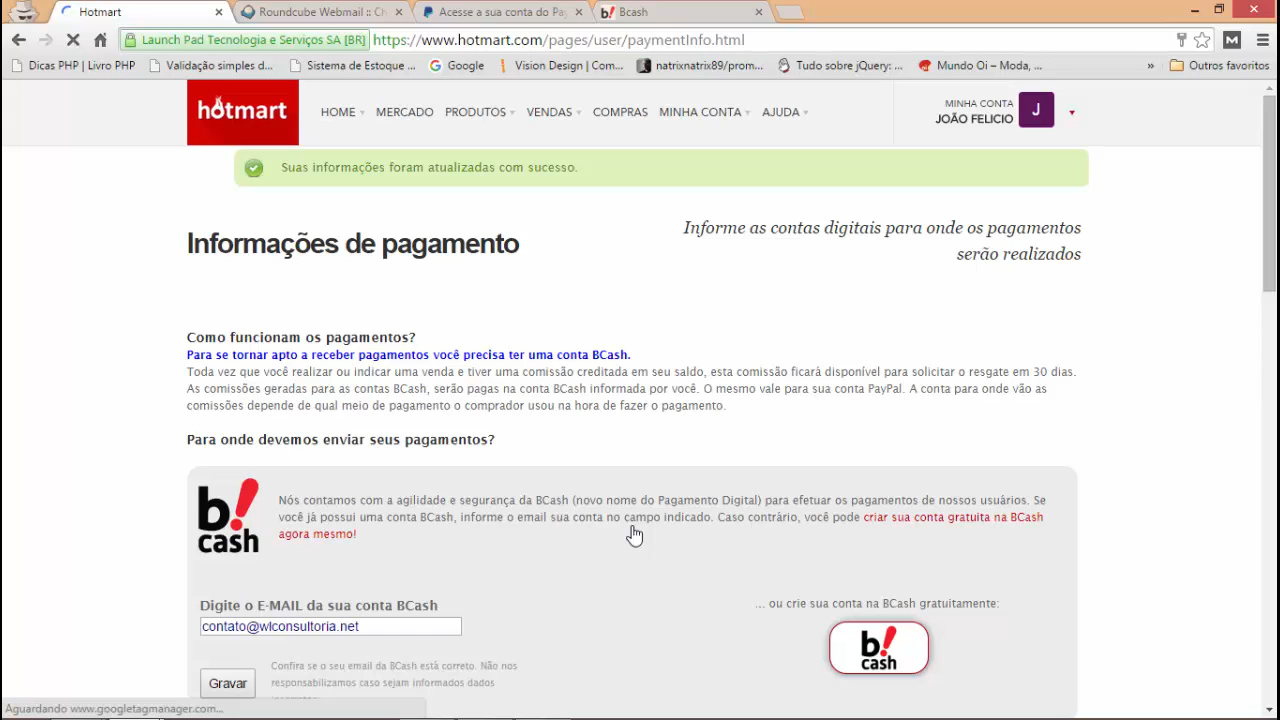 Hotmart
Roundcube Webmail :: Ch
Acesse a sua conta do Pay
Bcash
Launch Pad Tecnologia e Serviços SA [BR]
https://www.hotmart.com/pages/user/paymentInfo.html
Dicas PHP | Livro PHP
Validação simples d...
Sistema de Estoque ...
Google
Vision Design | Com...
natrixnatrix89/prom...
Tudo sobre jQuery: ...
Mundo Oi – Moda, ...
»
Outros favoritos
hotmart
HOME
MERCADO
PRODUTOS
VENDAS
COMPRAS
MINHA CONTA
AJUDA
MINHA CONTA
JOÃO FELICIO
J
Suas informações foram atualizadas com sucesso.
Informações de pagamento
Informe as contas digitais para onde os pagamentos
serão realizados
Como funcionam os pagamentos?
Para se tornar apto a receber pagamentos você precisa ter uma conta BCash.
Toda vez que você realizar ou indicar uma venda e tiver uma comissão creditada em seu saldo, esta comissão ficará disponível para solicitar o resgate em 30 dias.
As comissões geradas para as contas BCash, serão pagas na conta BCash informada por você. O mesmo vale para sua conta PayPal. A conta para onde vão as
comissões depende de qual meio de pagamento o comprador usou na hora de fazer o pagamento.
Para onde devemos enviar seus pagamentos?
b!
cash
Nós contamos com a agilidade e segurança da BCash (novo nome do Pagamento Digital) para efetuar os pagamentos de nossos usuários. Se
você já possui uma conta BCash, informe o email sua conta no campo indicado. Caso contrário, você pode criar sua conta gratuita na BCash
agora mesmo!
Digite o E-MAIL da sua conta BCash
contato@wlconsultoria.net
... ou crie sua conta na BCash gratuitamente:
b!
cash
Gravar
Confira se o seu email da BCash está correto. Não nos
responsabilizamos caso sejam informados dados
Aguardando www.googletagmanager.com...